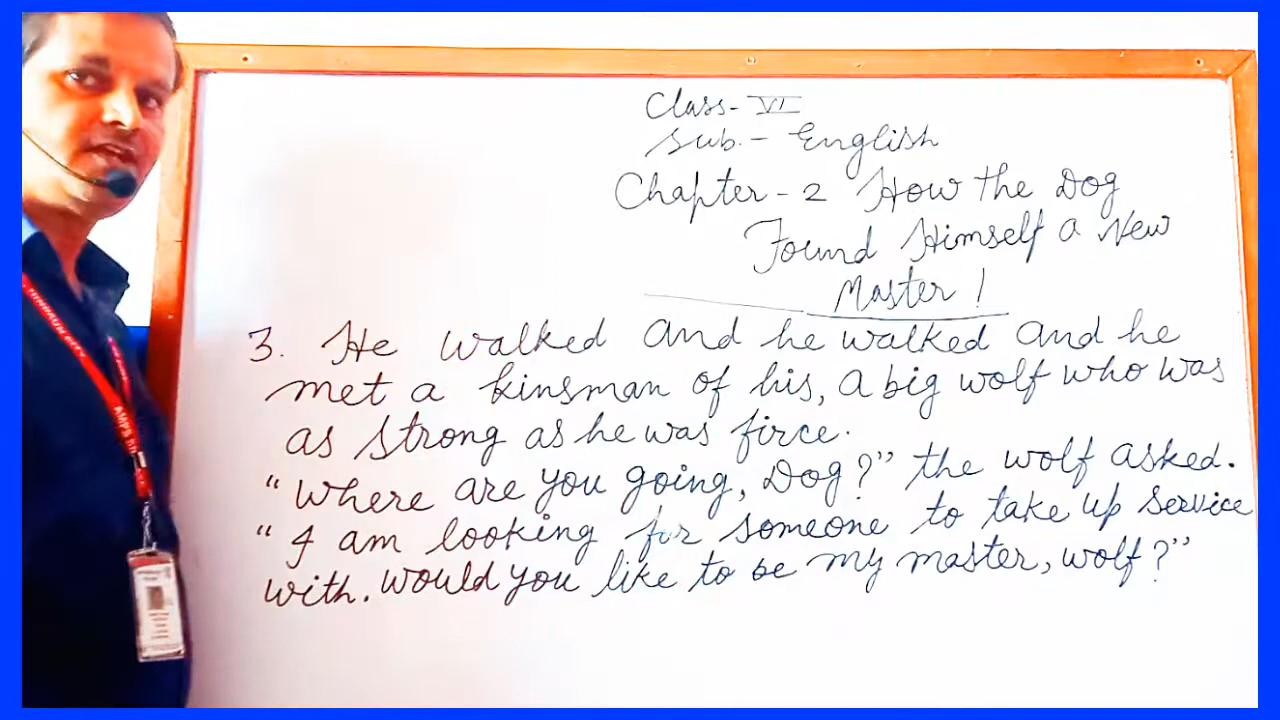 Class- VI
Sub.- English
Chapter-2 How the Dog
Found Himself a New
Master!
3. He walked and he walked and he
met a kinsman of his, a big wolf who was
as strong as he was firce.
"Where are you going, Dog?" the wolf asked.
"I am looking for someone to take up service
with. would you like to be my master, wolf?"